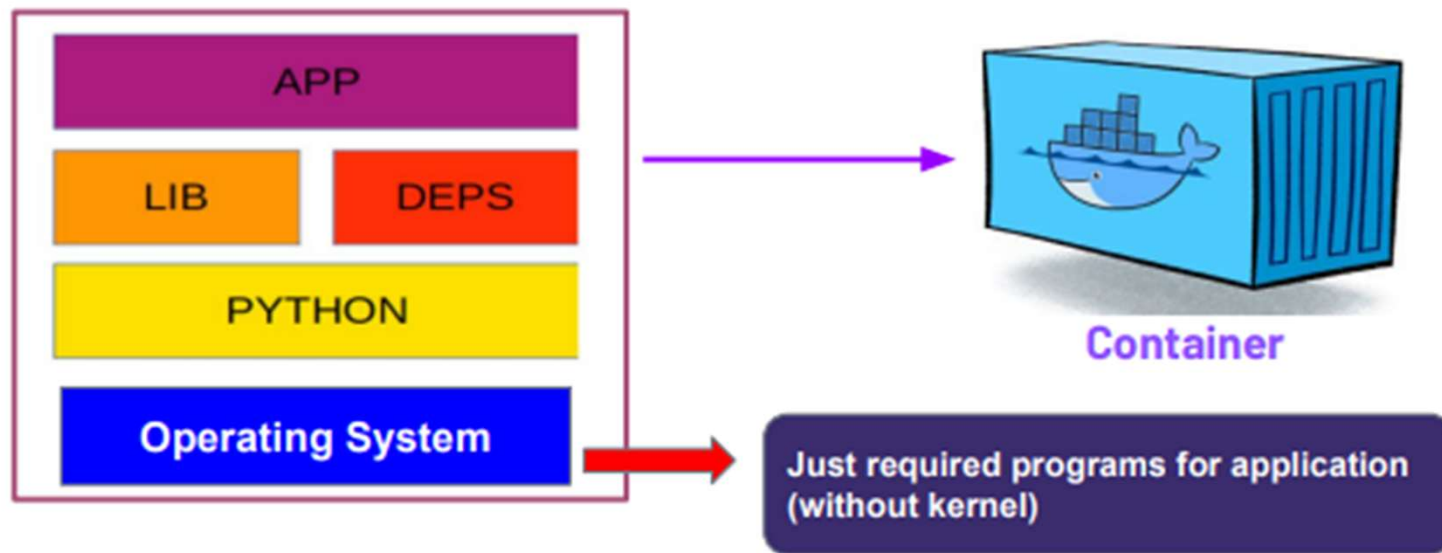 APP
LIB
DEPS
PYTHON
Operating System
Container
Just required programs for application
(without kernel)